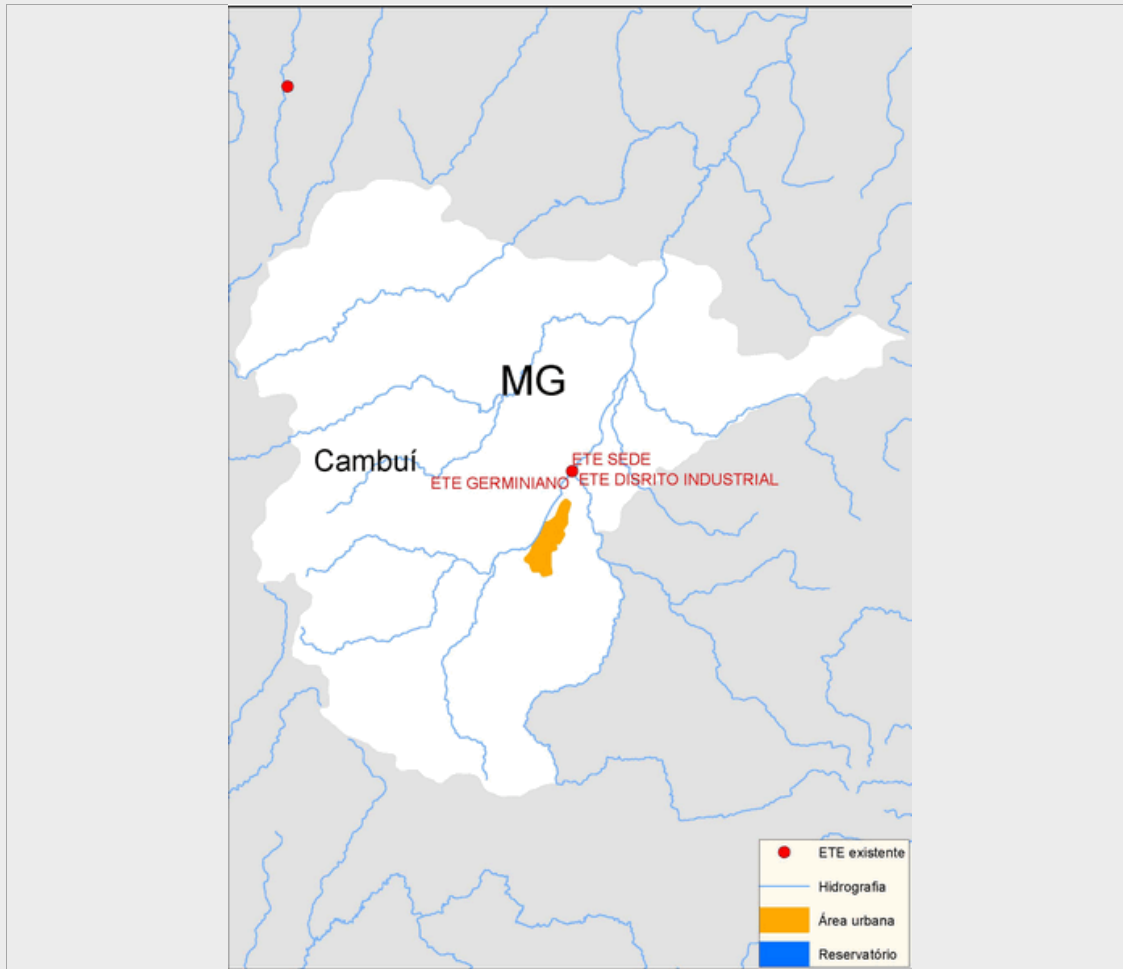 MG
Cambuí
ETE SEDE
ETE GERMINIANO
ETE DISRITO INDUSTRIAL
ETE existente
Hidrografia
Área urbana
Reservatório